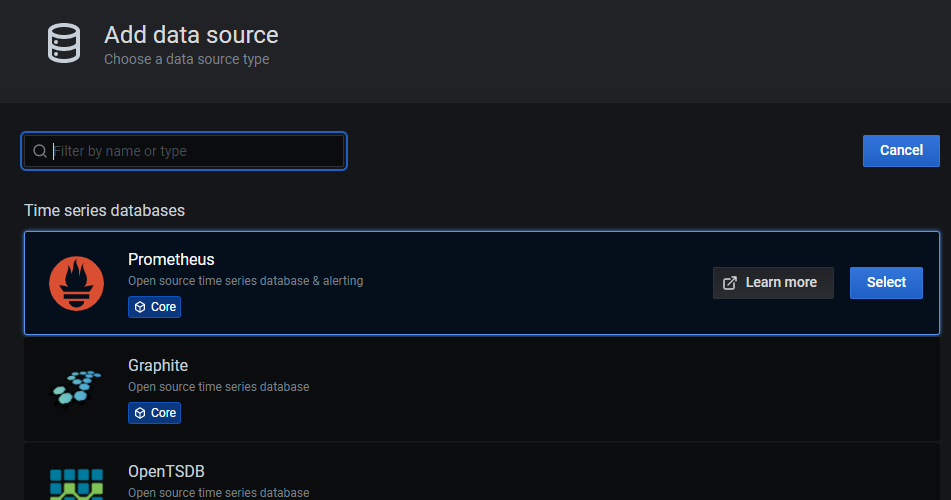 Add data source
Choose a data source type
Filter by name or type
Cancel
Time series databases
Prometheus
Open source time series database & alerting
Core
Learn more
Select
Graphite
Open source time series database
Core
OpenTSDB
Open source time series database